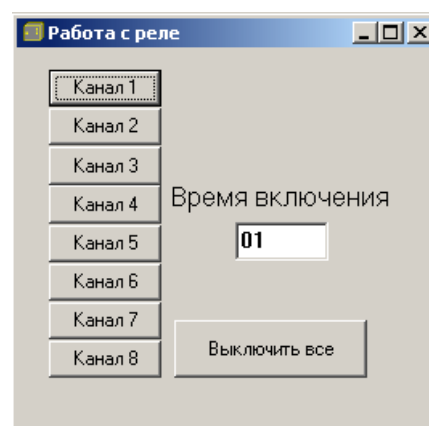 Работа с реле
Канал 1
Канал 2
Канал 3
Канал 4
Канал 5
Канал 6
Канал 7
Канал 8
Время включения
01
Выключить все